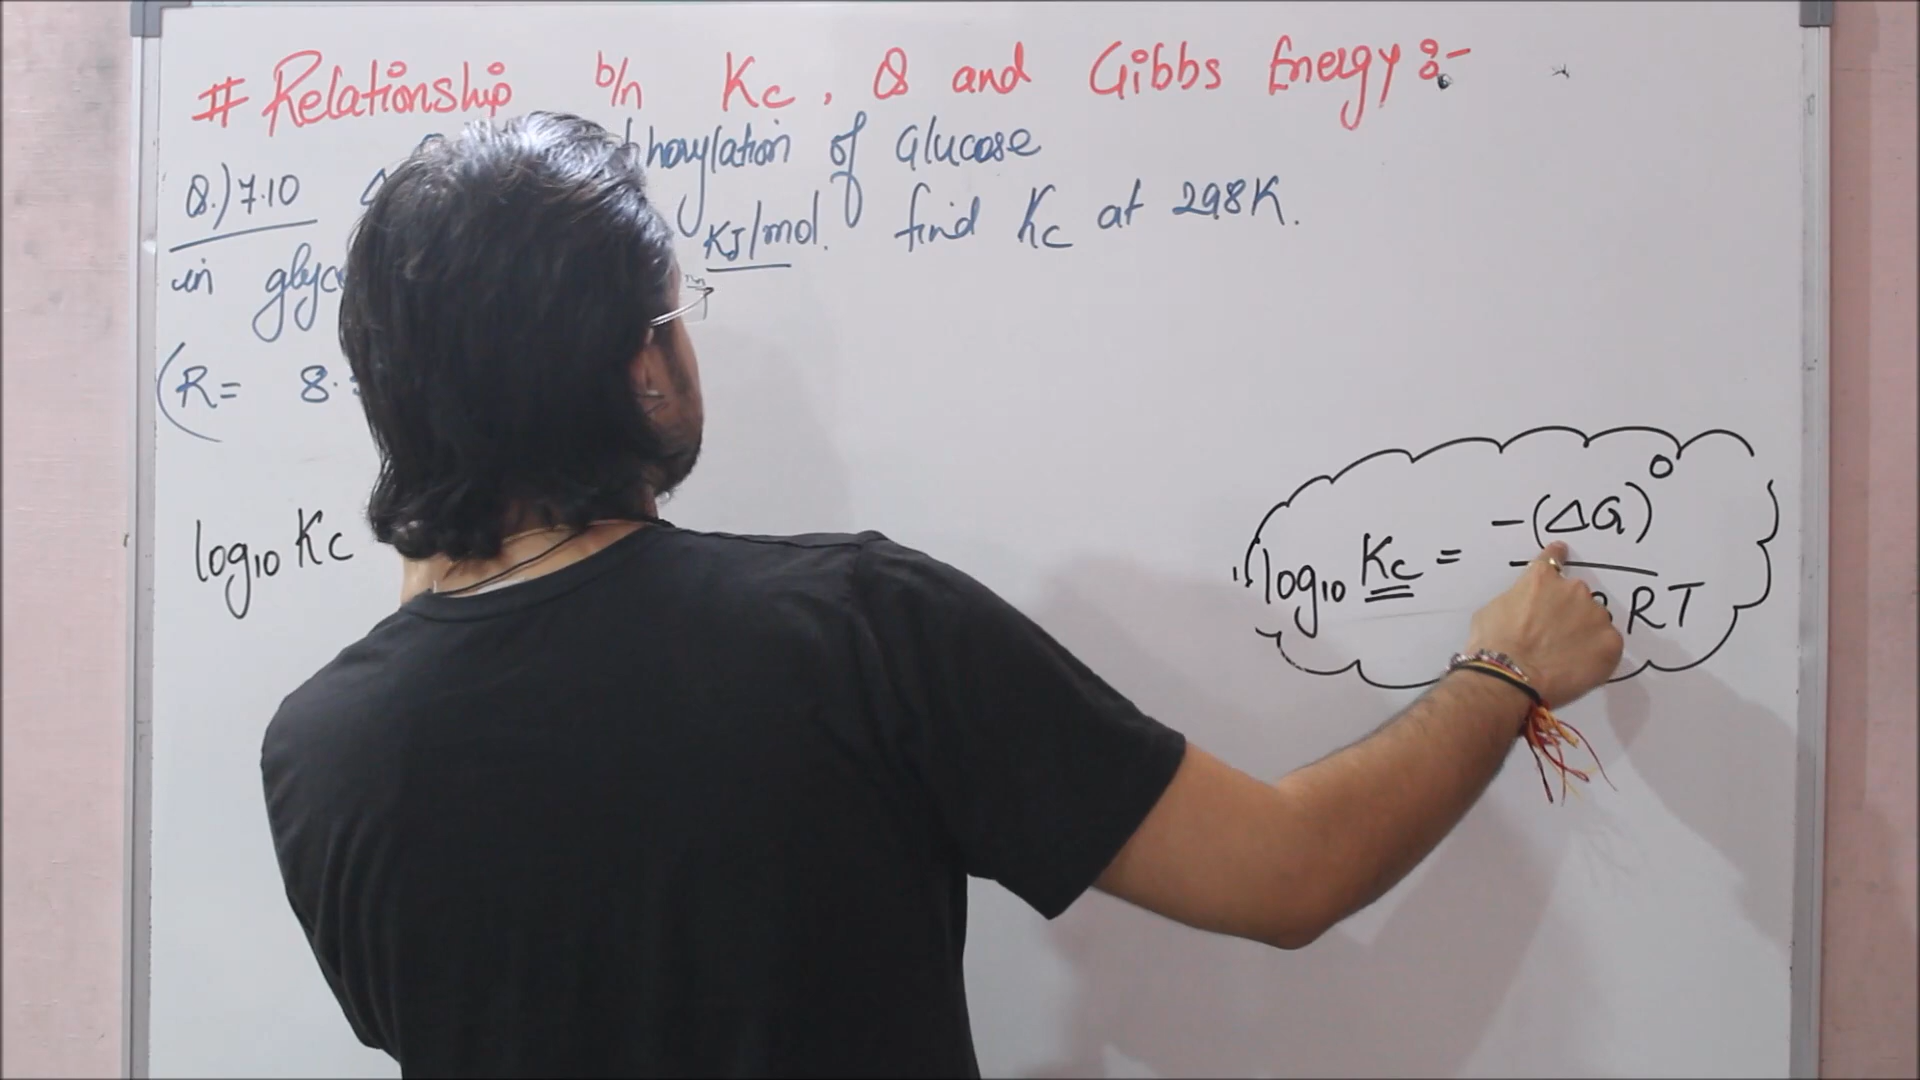 # Relationship b/n Kc, Q and Gibbs Energy :-
horylation of Glucose
Q.) 7.10
KJ/mol. find Kc at 298K.
in glyc
(R= 8.
log10 Kc
log10 Kc = -(ΔG)°
RT